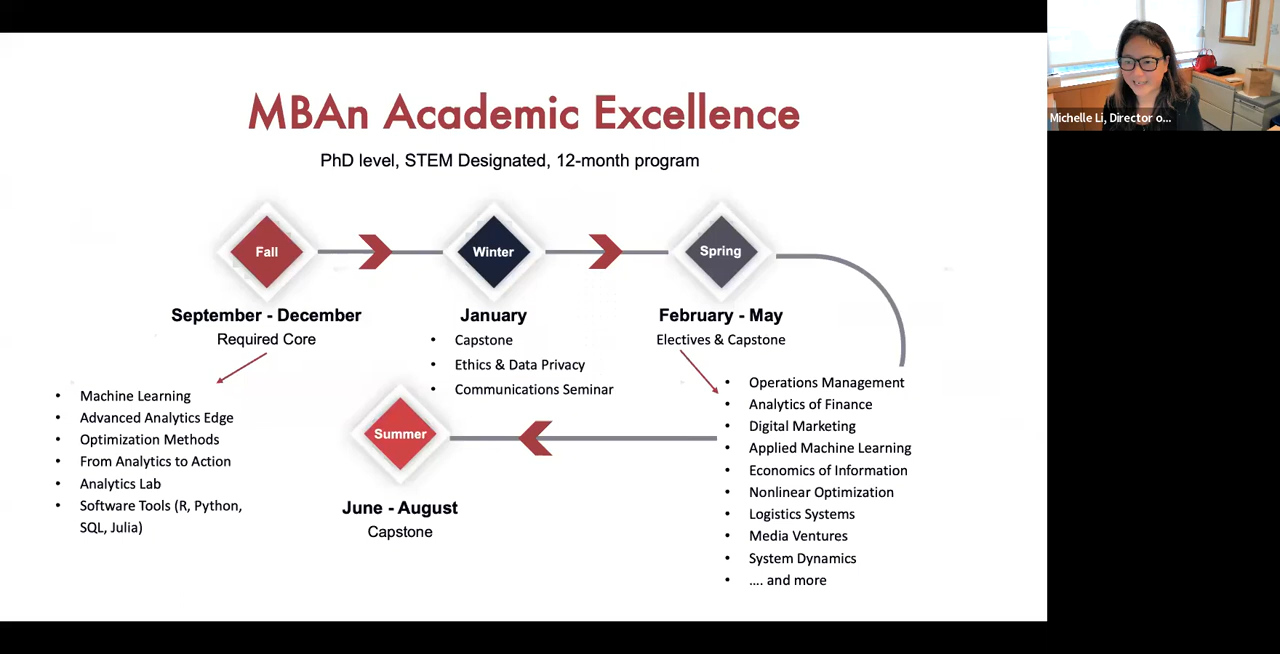 MBAn Academic Excellence
PhD level, STEM Designated, 12-month program
Fall
September - December
Required Core
• Machine Learning
• Advanced Analytics Edge
• Optimization Methods
• From Analytics to Action
• Analytics Lab
• Software Tools (R, Python,
SQL, Julia)
Winter
January
• Capstone
• Ethics & Data Privacy
• Communications Seminar
Spring
February - May
Electives & Capstone
• Operations Management
• Analytics of Finance
• Digital Marketing
• Applied Machine Learning
• Economics of Information
• Nonlinear Optimization
• Logistics Systems
• Media Ventures
• System Dynamics
• .... and more
Summer
June - August
Capstone
Michelle Li, Director o...